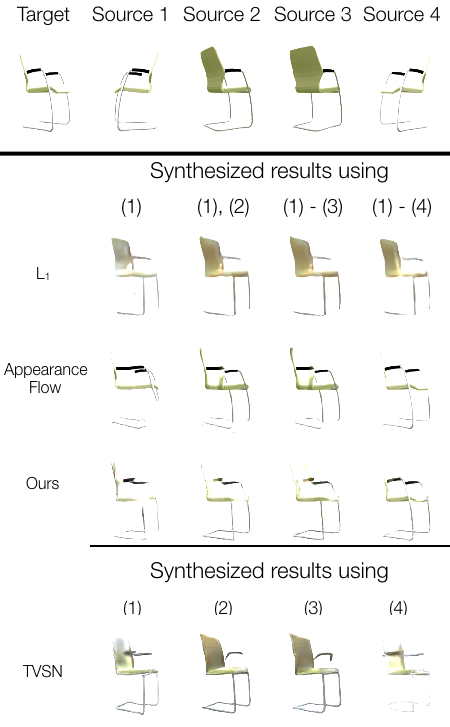 Target Source 1 Source 2 Source 3 Source 4
Synthesized results using
(1) (1), (2) (1) - (3) (1) - (4)
L₁
Appearance
Flow
Ours
Synthesized results using
(1) (2) (3) (4)
TVSN